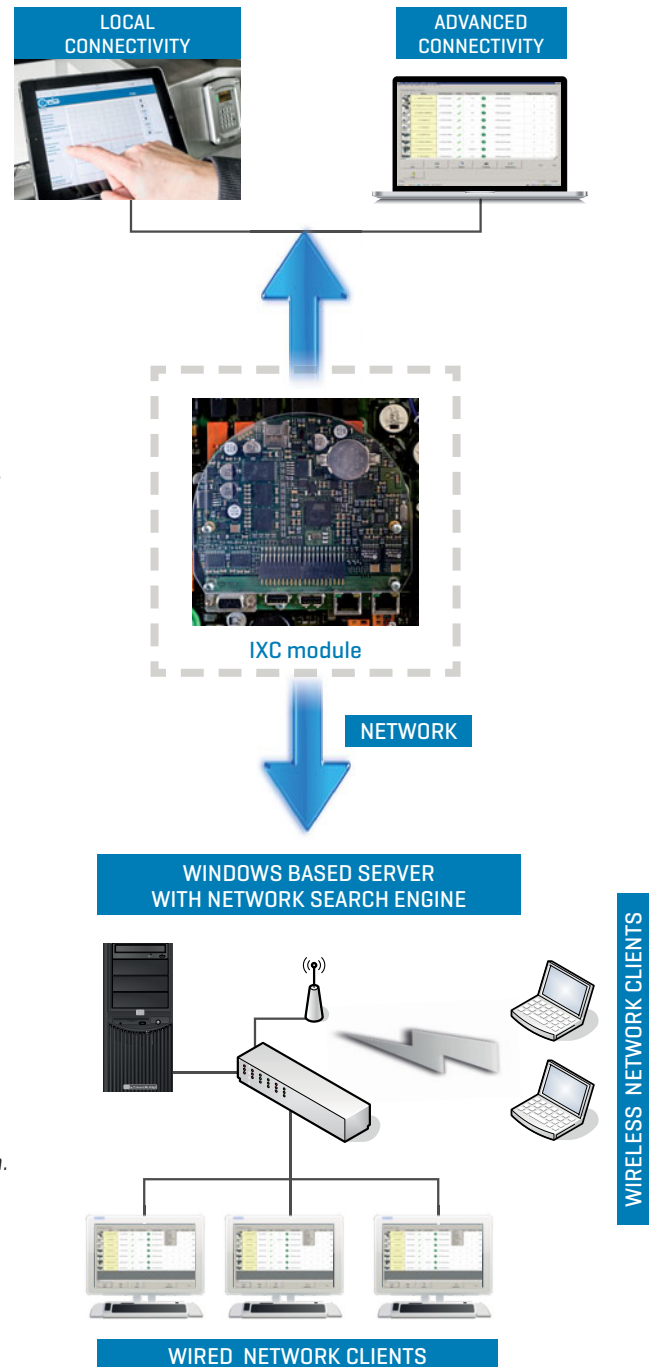 LOCAL
CONNECTIVITY
ADVANCED
CONNECTIVITY
IXC module
NETWORK
WINDOWS BASED SERVER
WITH NETWORK SEARCH ENGINE
WIRELESS NETWORK CLIENTS
WIRED NETWORK CLIENTS